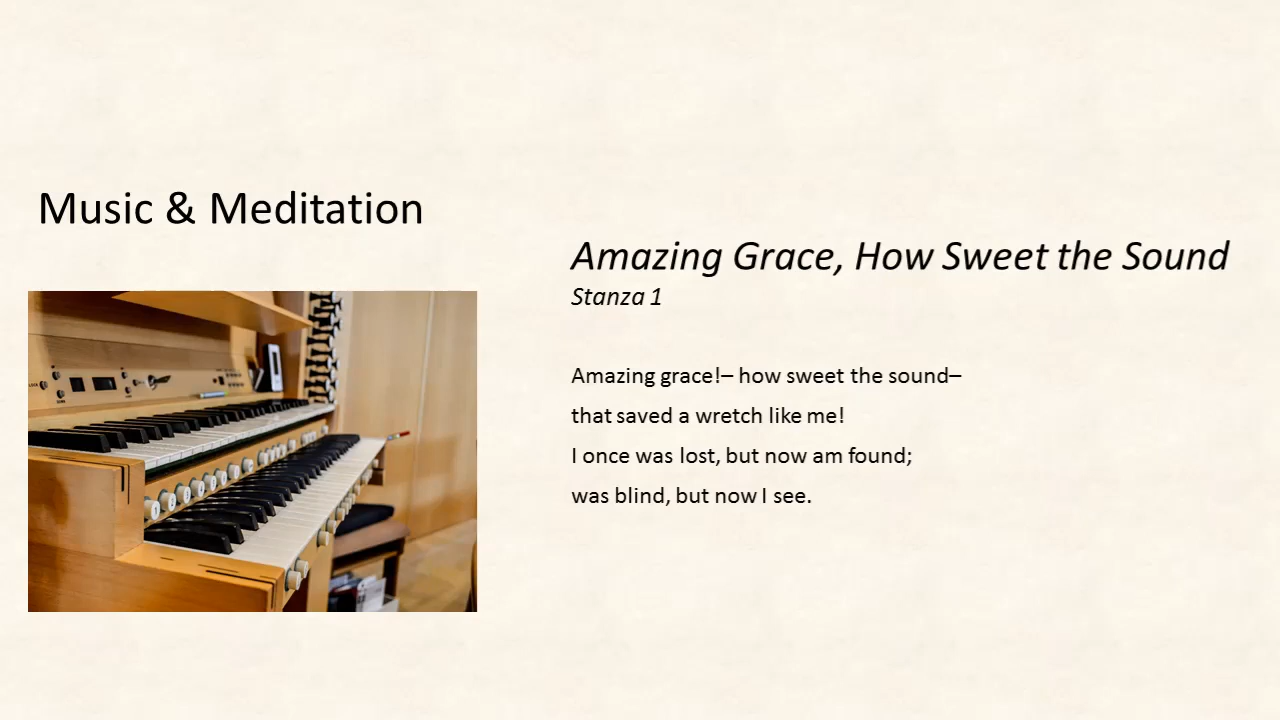 Music & Meditation
Amazing Grace, How Sweet the Sound
Stanza 1
Amazing grace!– how sweet the sound–
that saved a wretch like me!
I once was lost, but now am found;
was blind, but now I see.